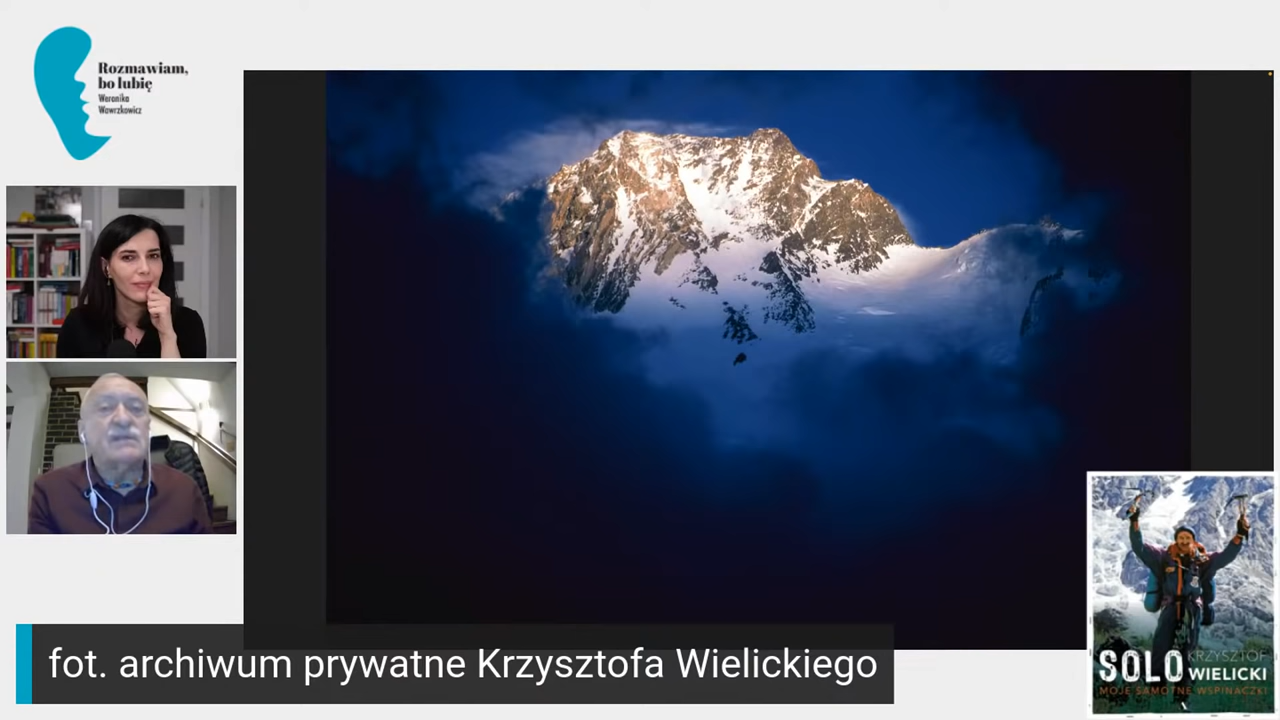 Rozmawiam,
bo lubię
Weronika
Wawrzkowicz
fot. archiwum prywatne Krzysztofa Wielickiego
SOLO KRZYSZTOF
WIELICKI
MOJE SAMOTNE WSPINACZKI